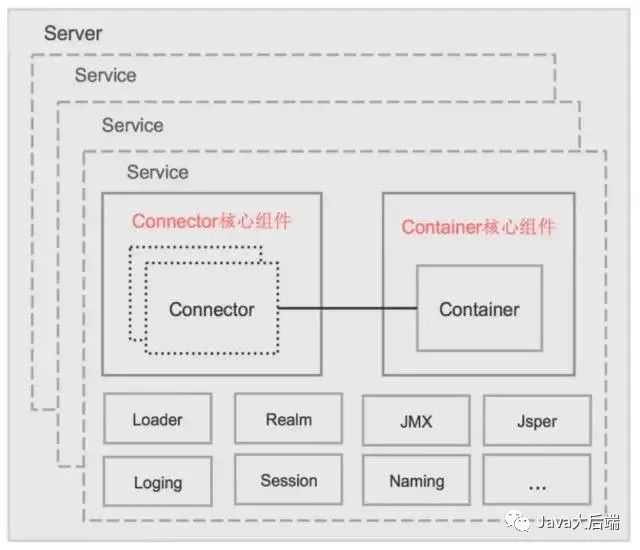 Server
Service
Service
Service
Connector核心组件
Container核心组件
Connector
Container
Loader
Realm
JMX
Jsper
Loging
Session
Naming
...
Java大后端